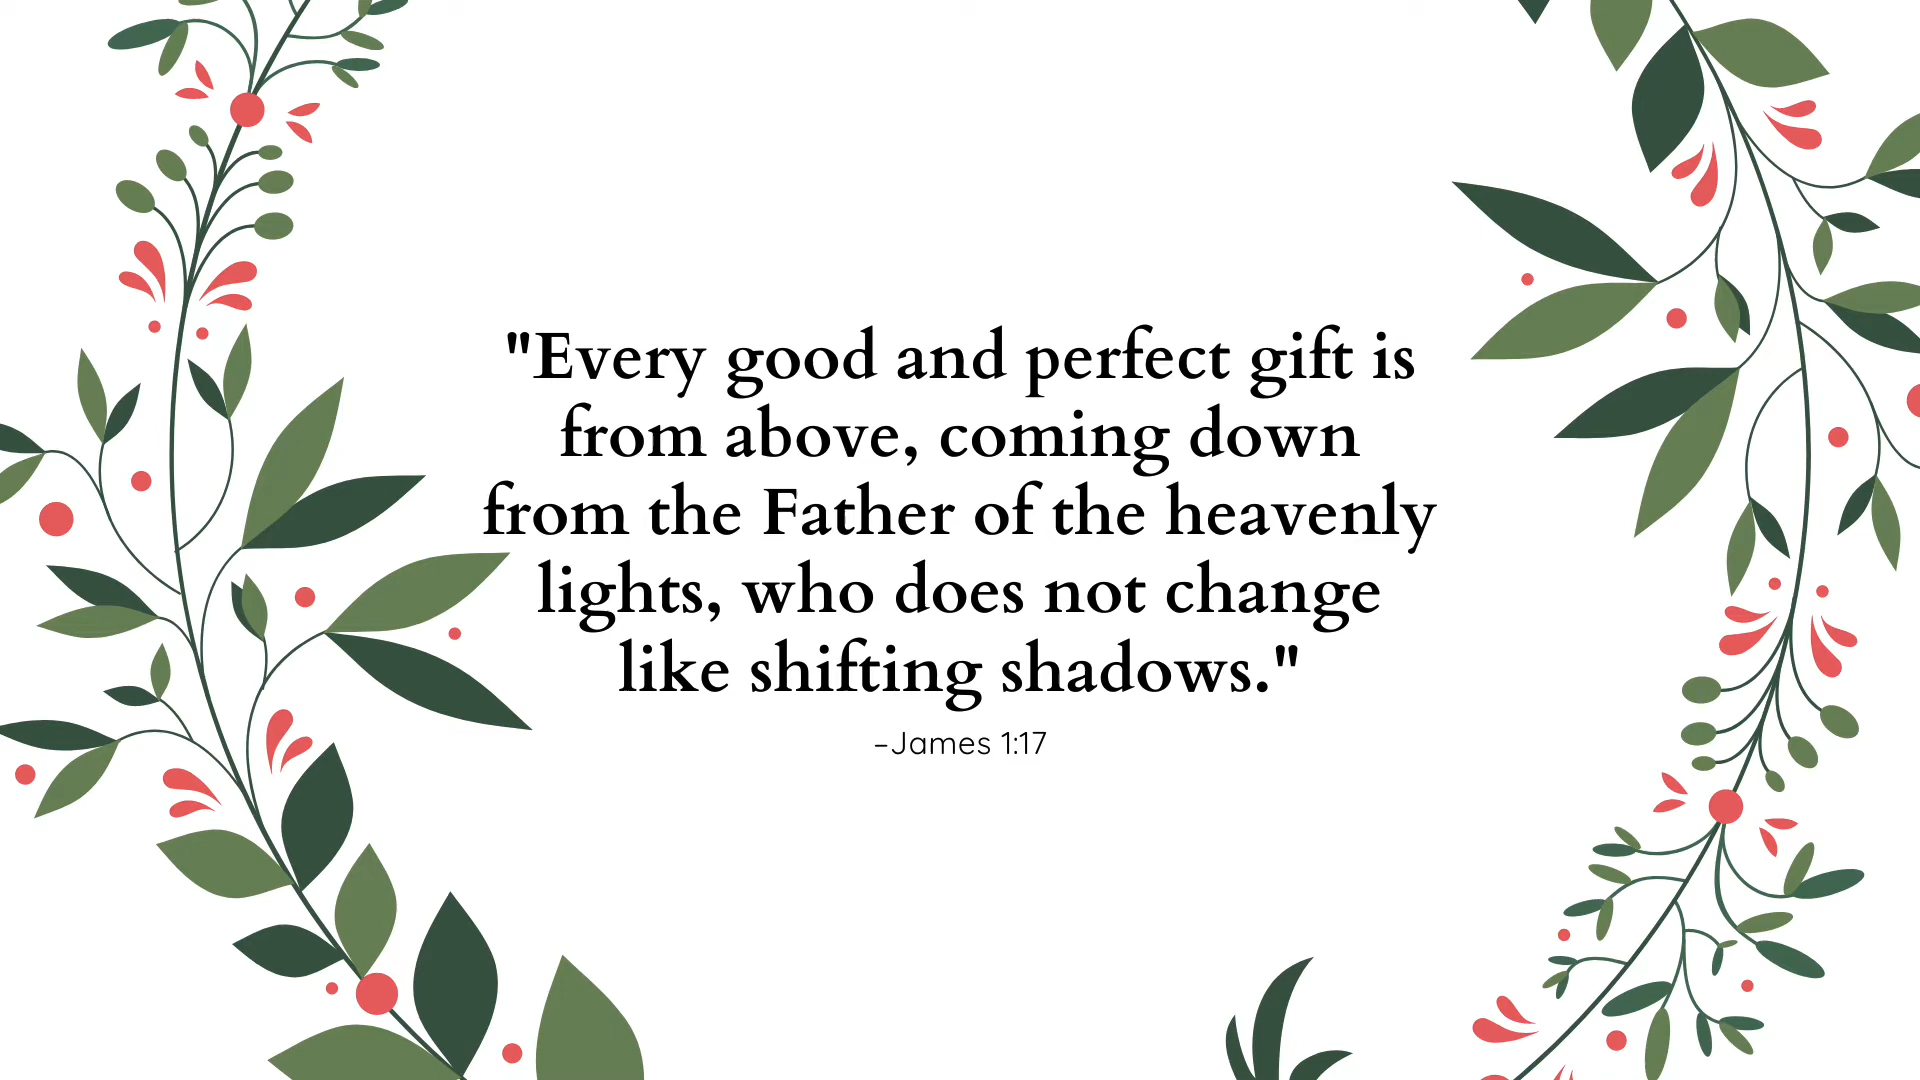 "Every good and perfect gift is
from above, coming down
from the Father of the heavenly
lights, who does not change
like shifting shadows."
–James 1:17